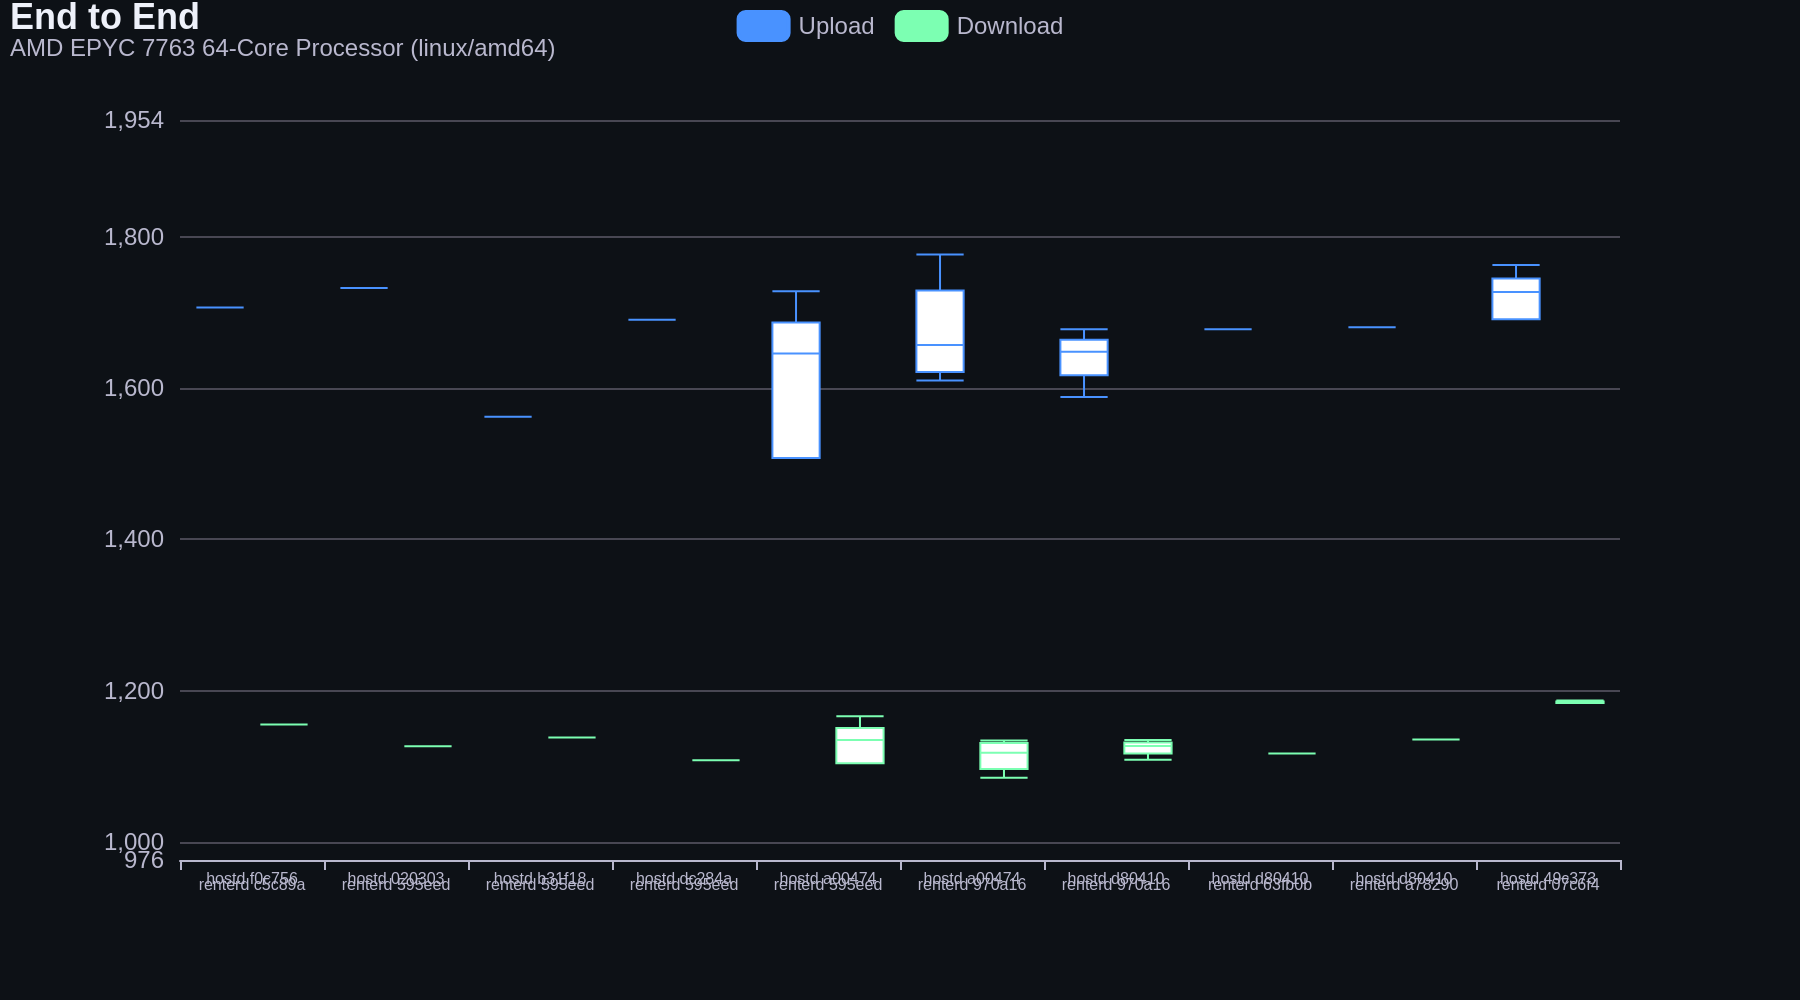 End to End
AMD EPYC 7763 64-Core Processor (linux/amd64)
Upload
Download
1,954
1,800
1,600
1,400
1,200
1,000
976
hostd f0c756
renterd c5c89a
hostd 020303
renterd 595eed
hostd b31f18
renterd 595eed
hostd dc284a
renterd 595eed
hostd a00474
renterd 595eed
hostd a00474
renterd 970a16
hostd d80410
renterd 970a16
hostd d80410
renterd 63fb0b
hostd d80410
renterd a78290
hostd 49c373
renterd 07c6f4